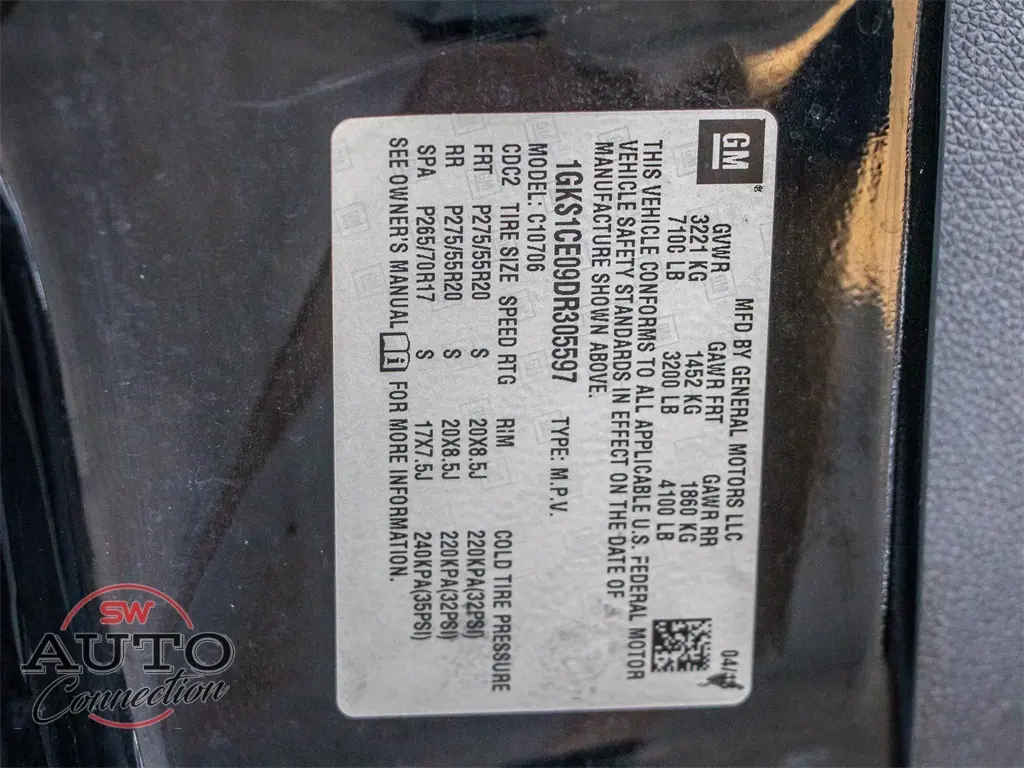 GM®
MFD BY GENERAL MOTORS LLC 04/13
GVWR GAWR FRT GAWR RR
3221 KG 1452 KG 1860 KG
7106 LB 3200 LB 4100 LB
THIS VEHICLE CONFORMS TO ALL APPLICABLE U.S. FEDERAL MOTOR
VEHICLE SAFETY STANDARDS IN EFFECT ON THE DATE OF
MANUFACTURE SHOWN ABOVE.
1GKS1CE09DR305597 TYPE: M.P.V.
MODEL: C10706
CDC2 TIRE SIZE SPEED RTG RIM COLD TIRE PRESSURE
FRT P275/55R20 S 20X8.5J 220KPA(32PSI)
RR P275/55R20 S 20X8.5J 220KPA(32PSI)
SPA P265/70R17 S 17X7.5J 240KPA(35PSI)
SEE OWNER'S MANUAL i FOR MORE INFORMATION.
SW
AUTO
Connection